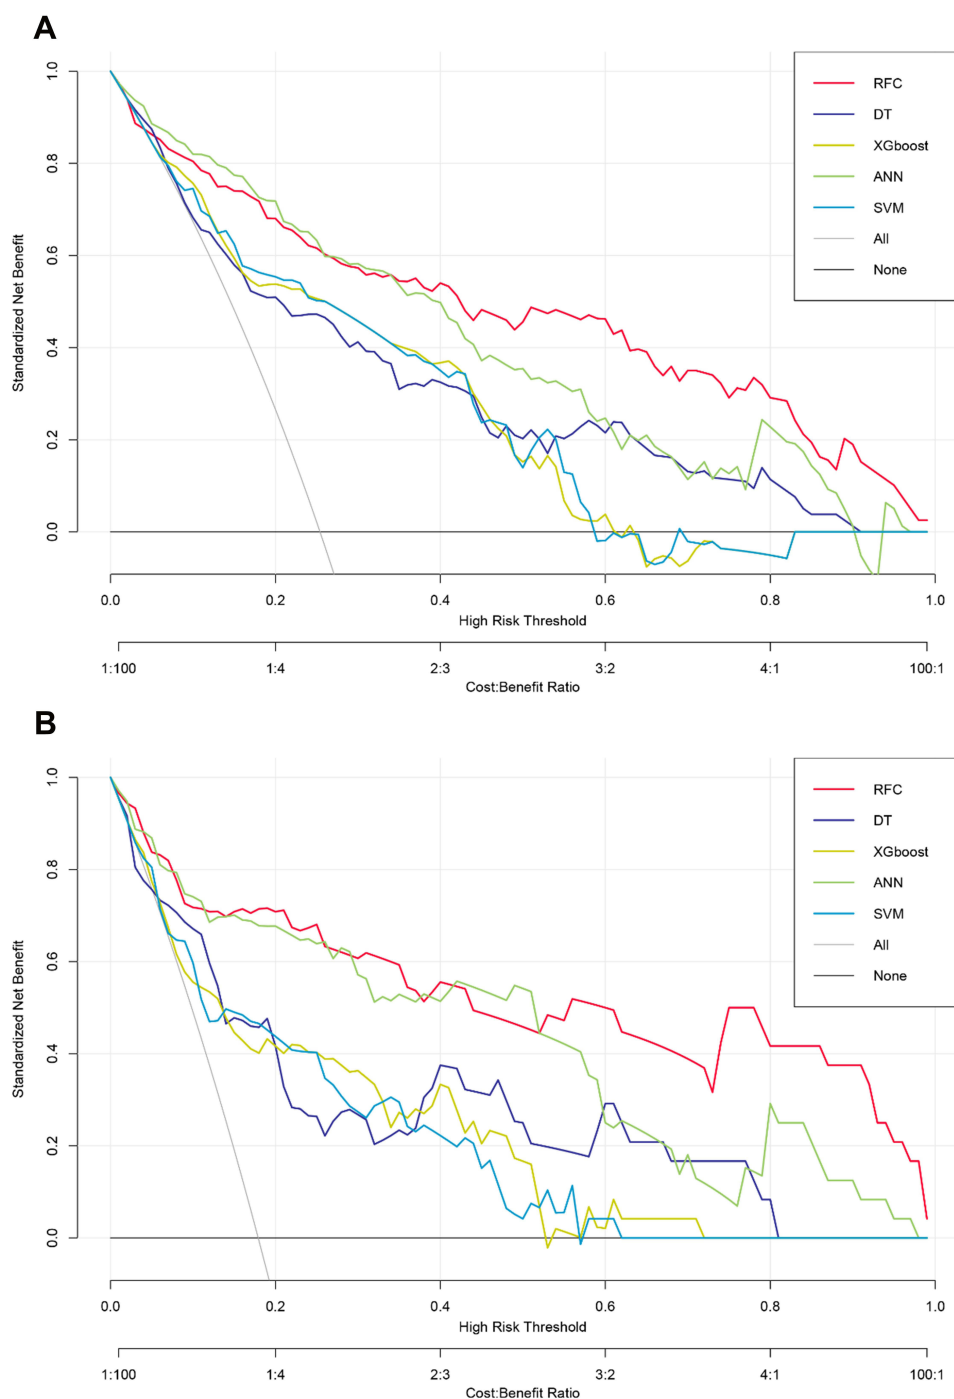 A
Standardized Net Benefit
1.0
0.8
0.6
0.4
0.2
0.0
RFC
DT
XGboost
ANN
SVM
All
None
0.0 0.2 0.4 0.6 0.8 1.0
High Risk Threshold
1:100 1:4 2:3 3:2 4:1 100:1
Cost:Benefit Ratio
B
Standardized Net Benefit
1.0
0.8
0.6
0.4
0.2
0.0
RFC
DT
XGboost
ANN
SVM
All
None
0.0 0.2 0.4 0.6 0.8 1.0
High Risk Threshold
1:100 1:4 2:3 3:2 4:1 100:1
Cost:Benefit Ratio